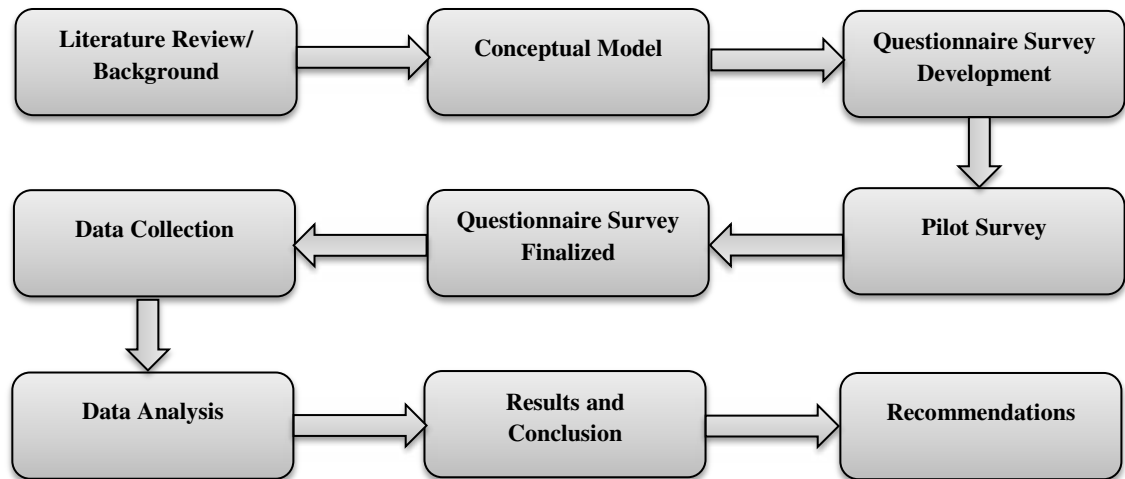 Literature Review/
Background
Conceptual Model
Questionnaire Survey
Development
Data Collection
Questionnaire Survey
Finalized
Pilot Survey
Data Analysis
Results and
Conclusion
Recommendations